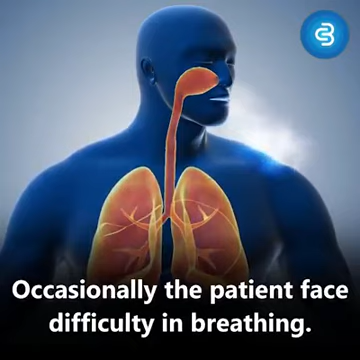 Occasionally the patient face
difficulty in breathing.